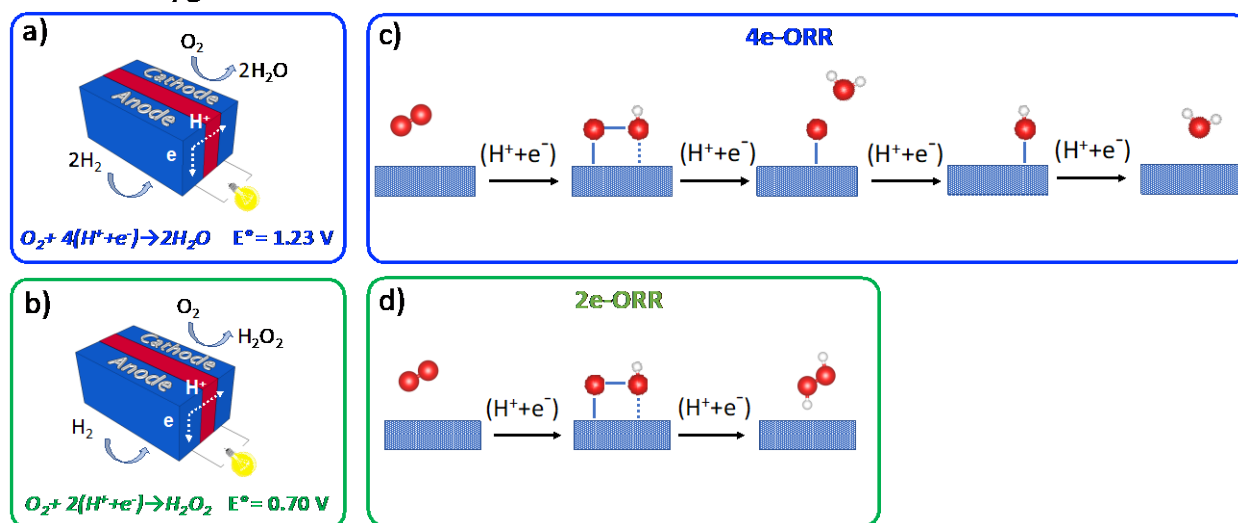 a)
O₂
2H₂O
Cathode
Anode
H⁺
e
2H₂
O₂+ 4(H⁺+e⁻)→2H₂O E°= 1.23 V
c)
4e-ORR
(H⁺+e⁻)
(H⁺+e⁻)
(H⁺+e⁻)
(H⁺+e⁻)
b)
O₂
H₂O₂
Cathode
Anode
H⁺
e
H₂
O₂+ 2(H⁺+e⁻)→H₂O₂ E°= 0.70 V
d)
2e-ORR
(H⁺+e⁻)
(H⁺+e⁻)